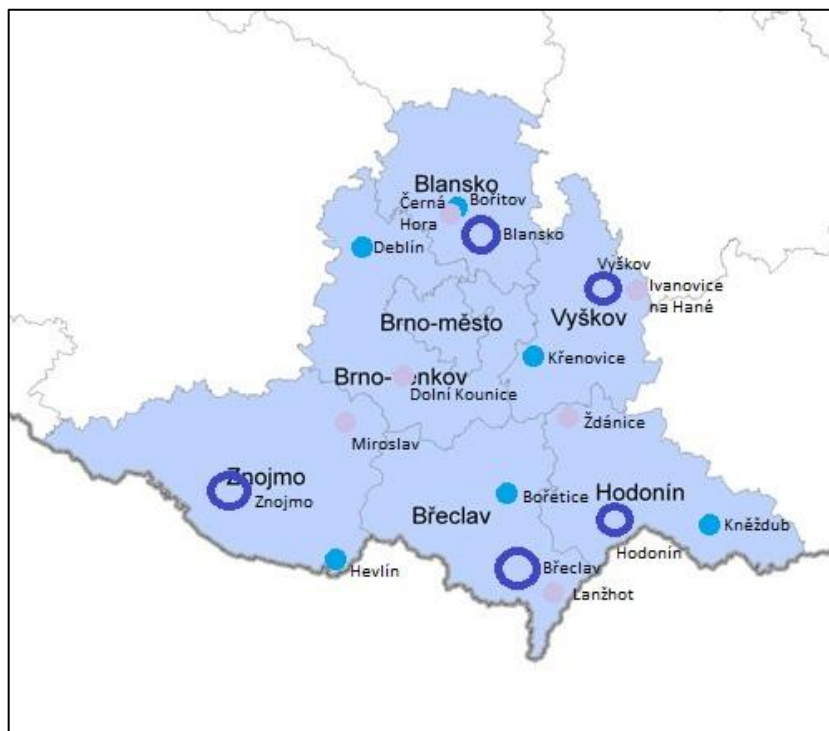 Blansko
Černá
Hora
Bořitov
Blansko
Deblín
Vyškov
Ivanovice
na Hané
Vyškov
Brno-město
Křenovice
Brno-venkov
Dolní Kounice
Ždánice
Miroslav
Znojmo
Znojmo
Bořetice
Hodonín
Břeclav
Kněždub
Hodonín
Hevlín
Břeclav
Lanžhot